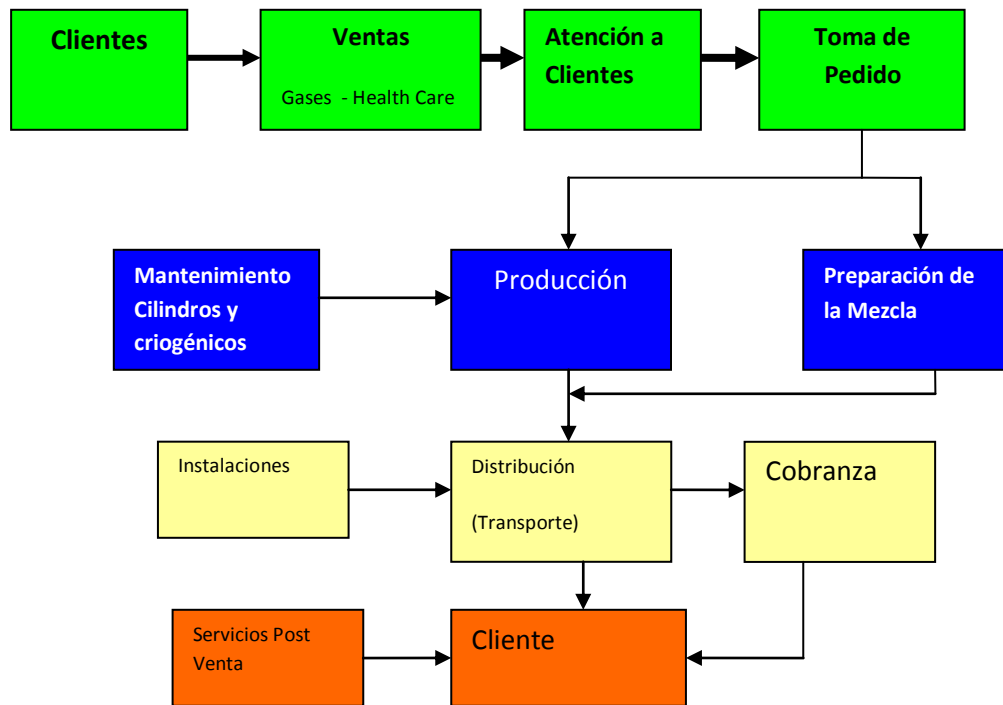 Clientes
Ventas
Gases - Health Care
Atención a
Clientes
Toma de
Pedido
Mantenimiento
Cilindros y
criogénicos
Producción
Preparación de
la Mezcla
Instalaciones
Distribución
(Transporte)
Cobranza
Servicios Post
Venta
Cliente